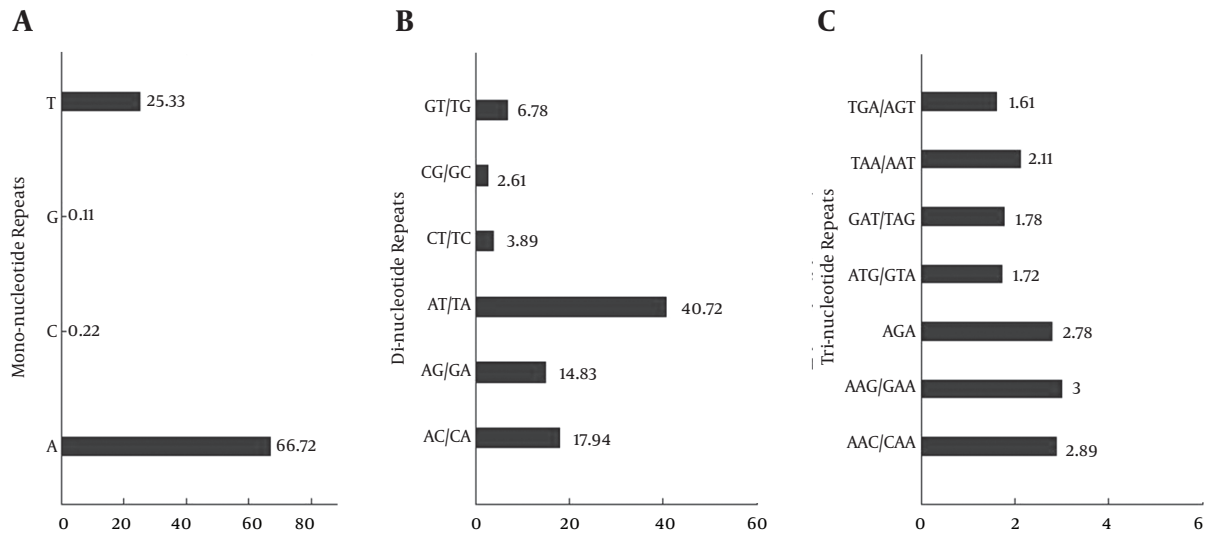 A
Mono-nucleotide Repeats
T
25.33
G
0.11
C
0.22
A
66.72
0 20 40 60 80
B
Di-nucleotide Repeats
GT/TG
6.78
CG/GC
2.61
CT/TC
3.89
AT/TA
40.72
AG/GA
14.83
AC/CA
17.94
0 20 40 60
C
Tri-nucleotide Repeats
TGA/AGT
1.61
TAA/AAT
2.11
GAT/TAG
1.78
ATG/GTA
1.72
AGA
2.78
AAG/GAA
3
AAC/CAA
2.89
0 2 4 6